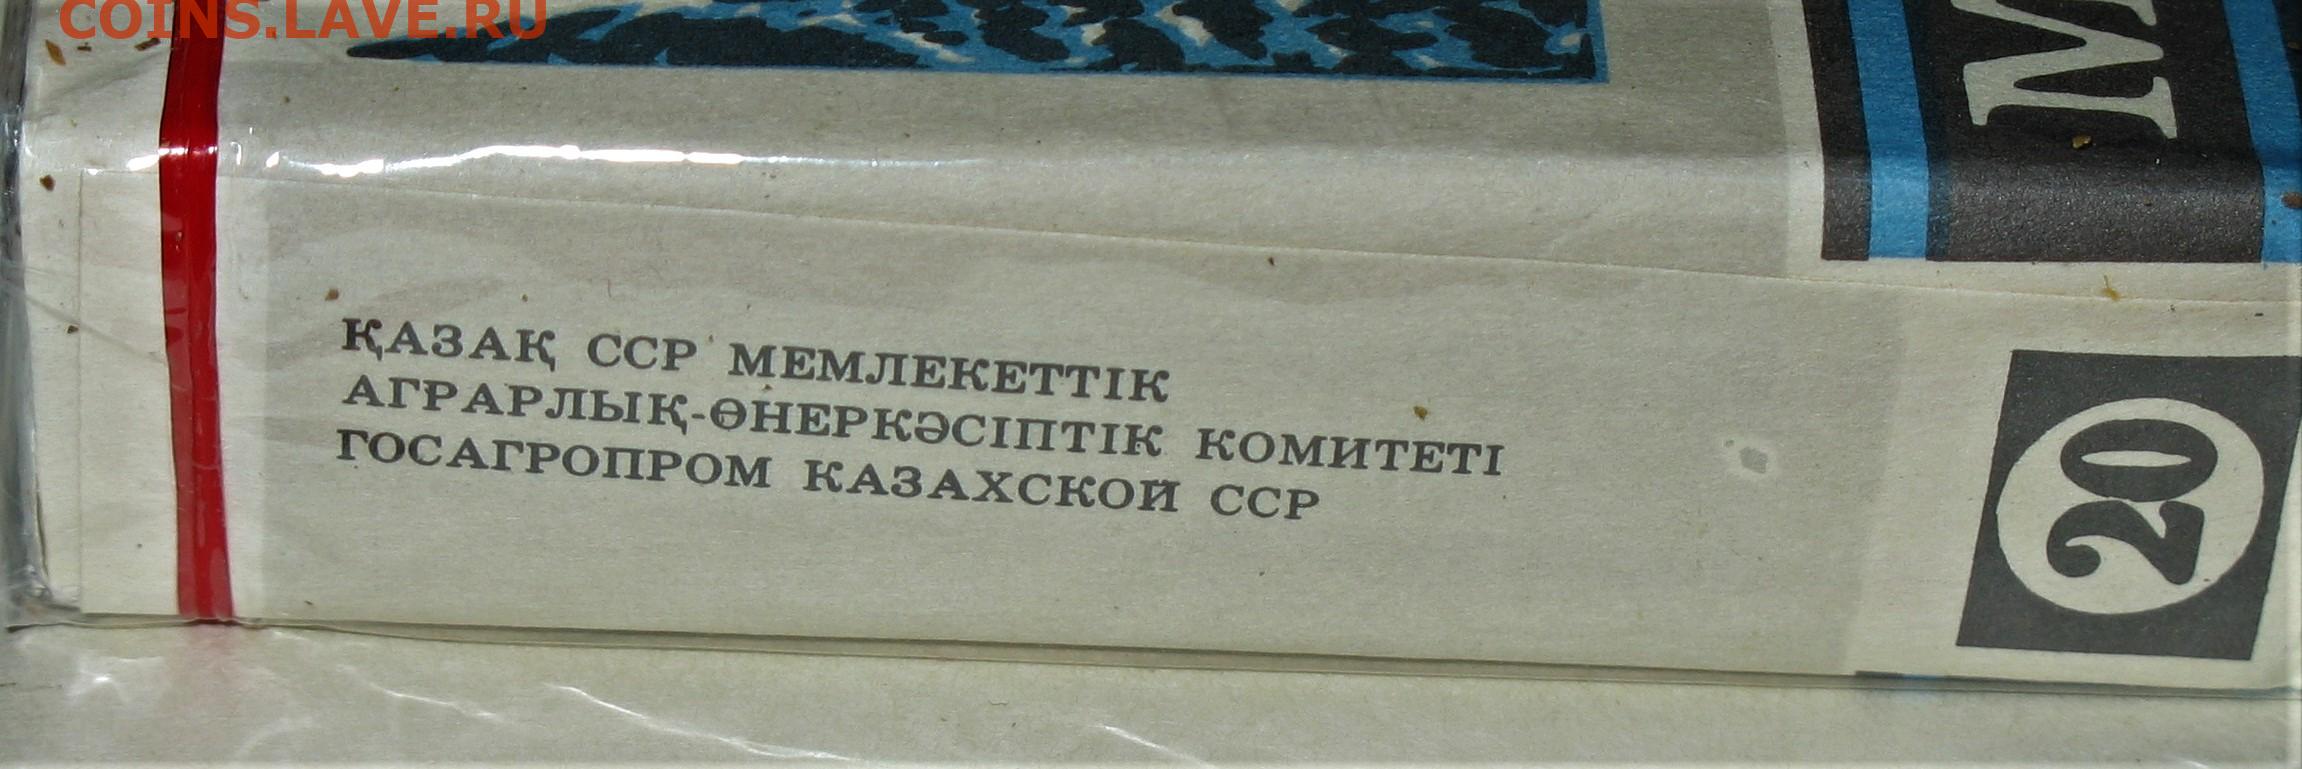 COINS.LAVE.RU
ҚАЗАҚ ССР МЕМЛЕКЕТТІК
АГРАРЛЫҚ-ӨНЕРКӘСІПТІК КОМИТЕТІ
ГОСАГРОПРОМ КАЗАХСКОЙ ССР
М
20